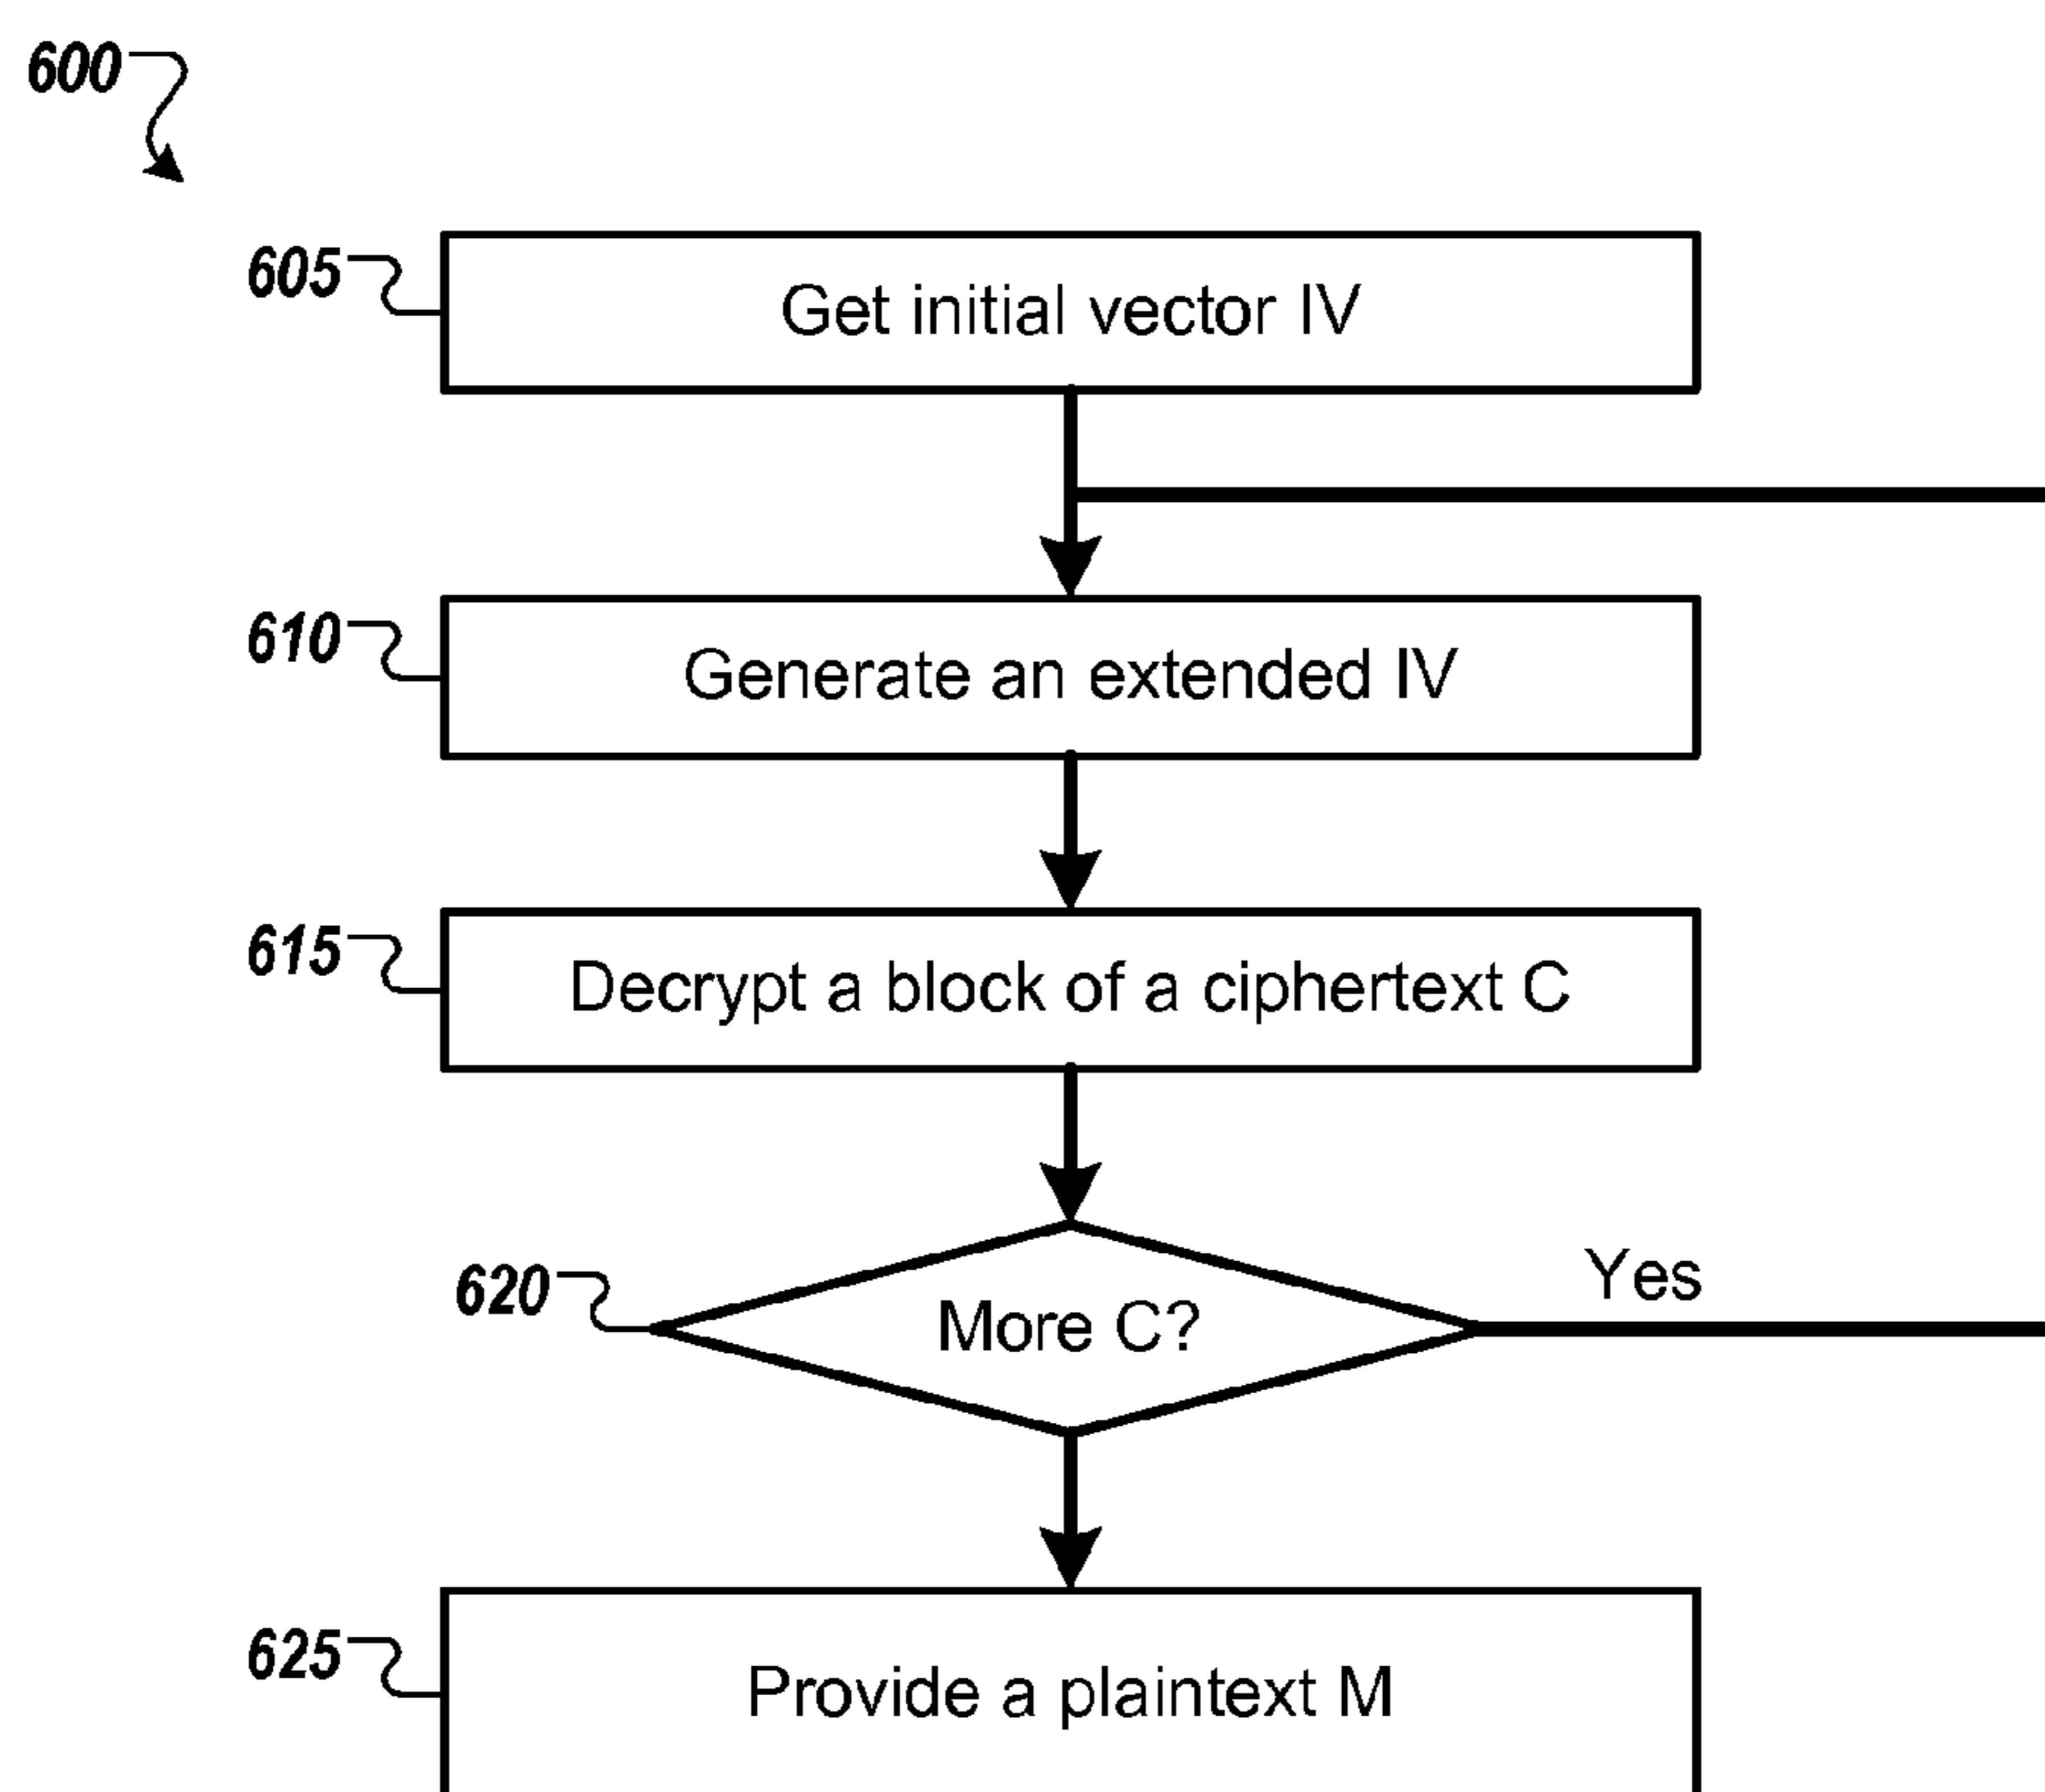 600
605
Get initial vector IV
610
Generate an extended IV
615
Decrypt a block of a ciphertext C
620
More C?
Yes
625
Provide a plaintext M